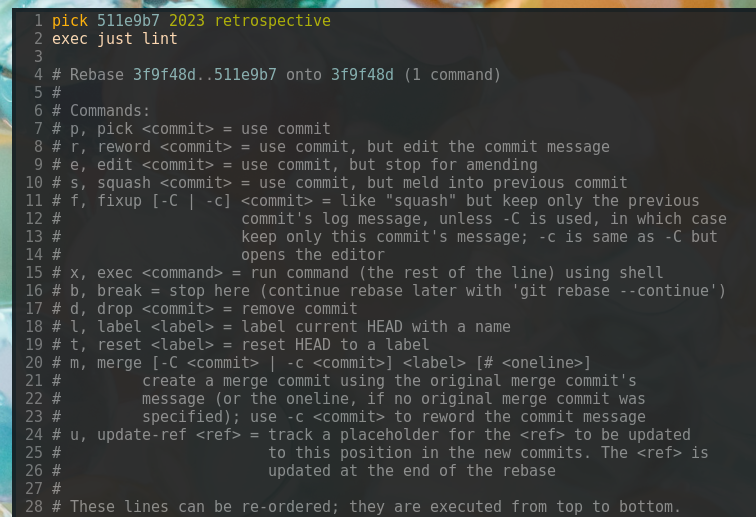 1 pick 511e9b7 2023 retrospective
2 exec just lint
3
4 # Rebase 3f9f48d..511e9b7 onto 3f9f48d (1 command)
5 #
6 # Commands:
7 # p, pick <commit> = use commit
8 # r, reword <commit> = use commit, but edit the commit message
9 # e, edit <commit> = use commit, but stop for amending
10 # s, squash <commit> = use commit, but meld into previous commit
11 # f, fixup [-C | -c] <commit> = like "squash" but keep only the previous
12 #                    commit's log message, unless -C is used, in which case
13 #                    keep only this commit's message; -c is same as -C but
14 #                    opens the editor
15 # x, exec <command> = run command (the rest of the line) using shell
16 # b, break = stop here (continue rebase later with 'git rebase --continue')
17 # d, drop <commit> = remove commit
18 # l, label <label> = label current HEAD with a name
19 # t, reset <label> = reset HEAD to a label
20 # m, merge [-C <commit> | -c <commit>] <label> [# <oneline>]
21 #         create a merge commit using the original merge commit's
22 #         message (or the oneline, if no original merge commit was
23 #         specified); use -c <commit> to reword the commit message
24 # u, update-ref <ref> = track a placeholder for the <ref> to be updated
25 #                       to this position in the new commits. The <ref> is
26 #                       updated at the end of the rebase
27 #
28 # These lines can be re-ordered; they are executed from top to bottom.